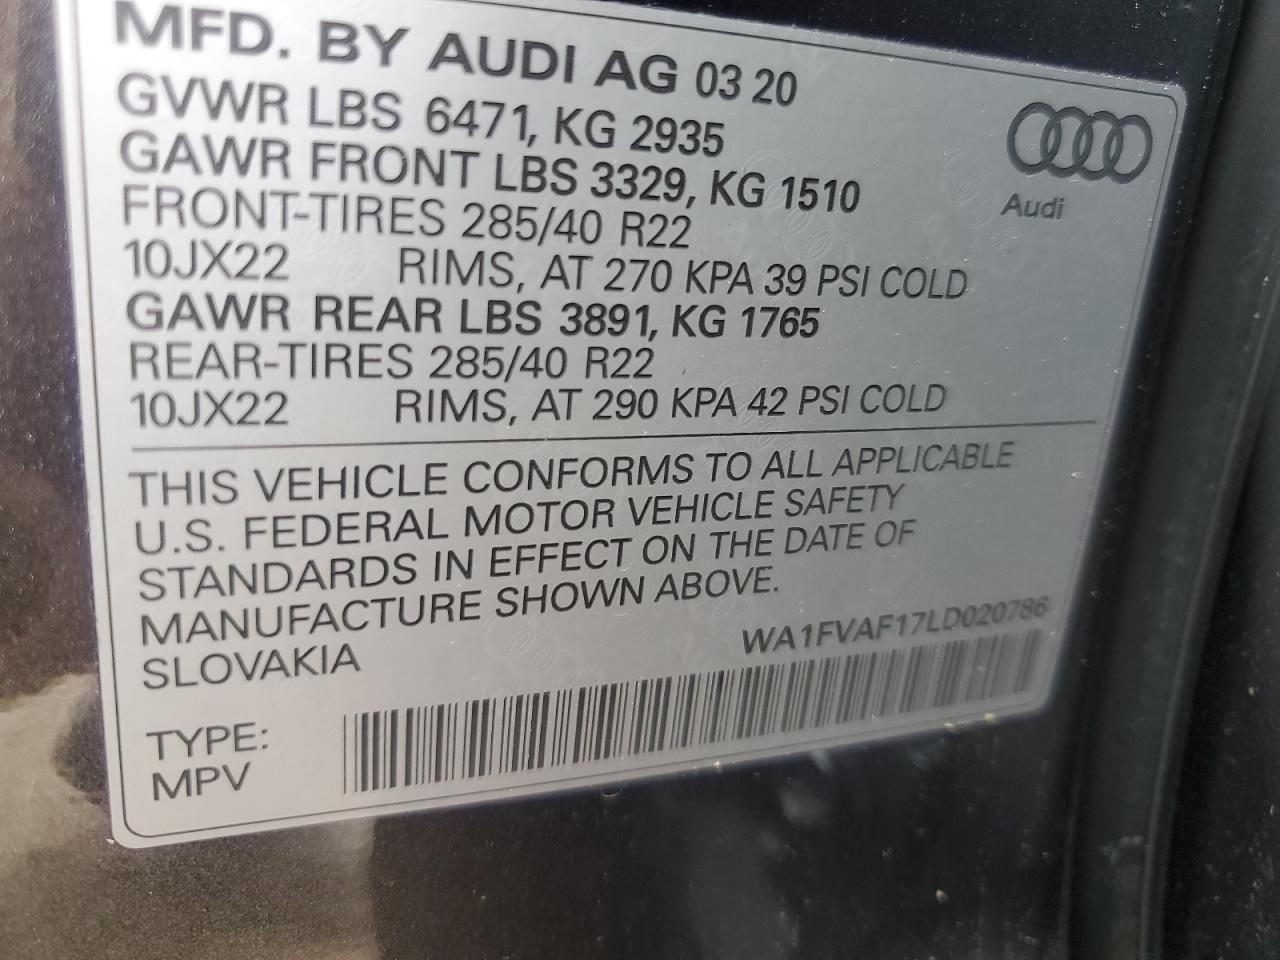 MFD. BY AUDI AG 03 20
GVWR LBS 6471, KG 2935
GAWR FRONT LBS 3329, KG 1510
FRONT-TIRES 285/40 R22
10JX22 RIMS, AT 270 KPA 39 PSI COLD
GAWR REAR LBS 3891, KG 1765
REAR-TIRES 285/40 R22
10JX22 RIMS, AT 290 KPA 42 PSI COLD
Audi
THIS VEHICLE CONFORMS TO ALL APPLICABLE
U.S. FEDERAL MOTOR VEHICLE SAFETY
STANDARDS IN EFFECT ON THE DATE OF
MANUFACTURE SHOWN ABOVE.
SLOVAKIA
WA1FVAF17LD020786
TYPE:
MPV